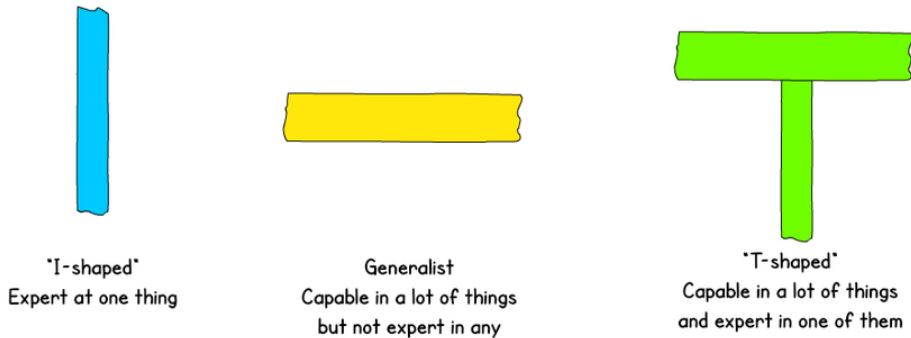 "I-shaped"
Expert at one thing
Generalist
Capable in a lot of things
but not expert in any
"T-shaped"
Capable in a lot of things
and expert in one of them